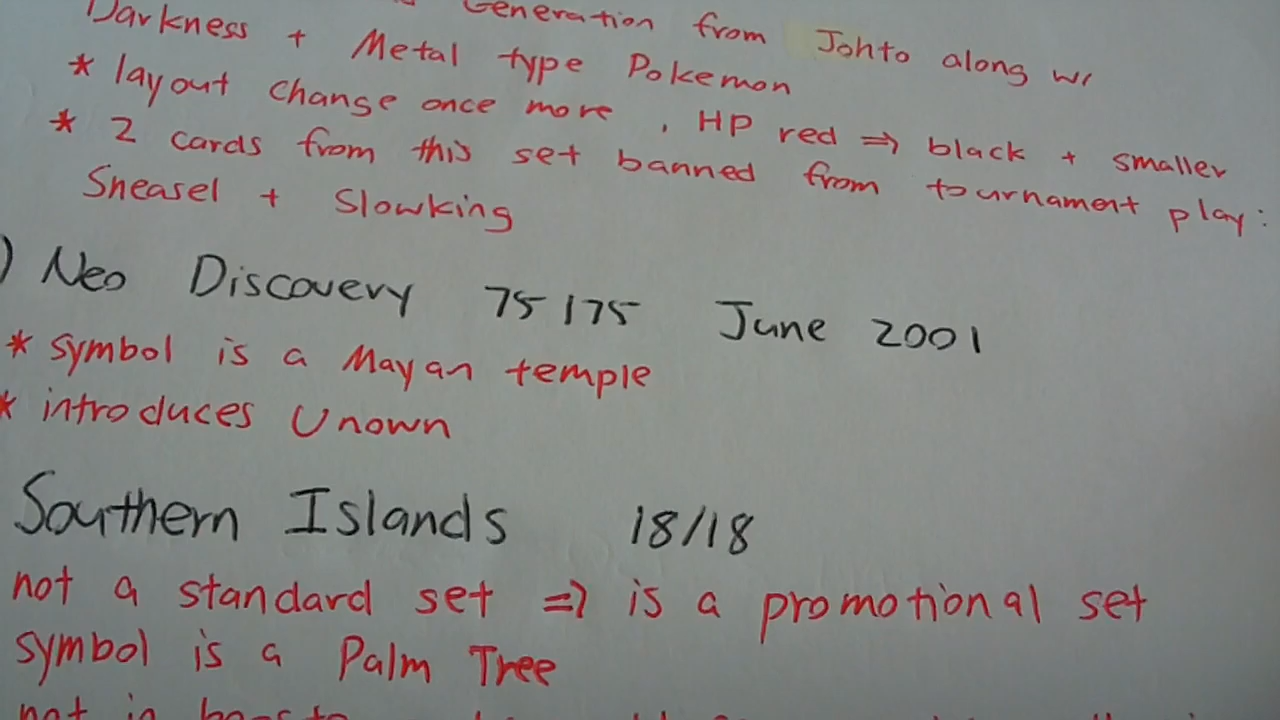 Generation from Johto along w/
Darkness + Metal type Pokemon
* layout change once more, HP red => black + smaller
* 2 cards from this set banned from tournament play:
Sneasel + Slowking
) Neo Discovery 75/75 June 2001
* symbol is a Mayan temple
* introduces Unown
Southern Islands 18/18
not a standard set => is a promotional set
symbol is a Palm Tree
not in